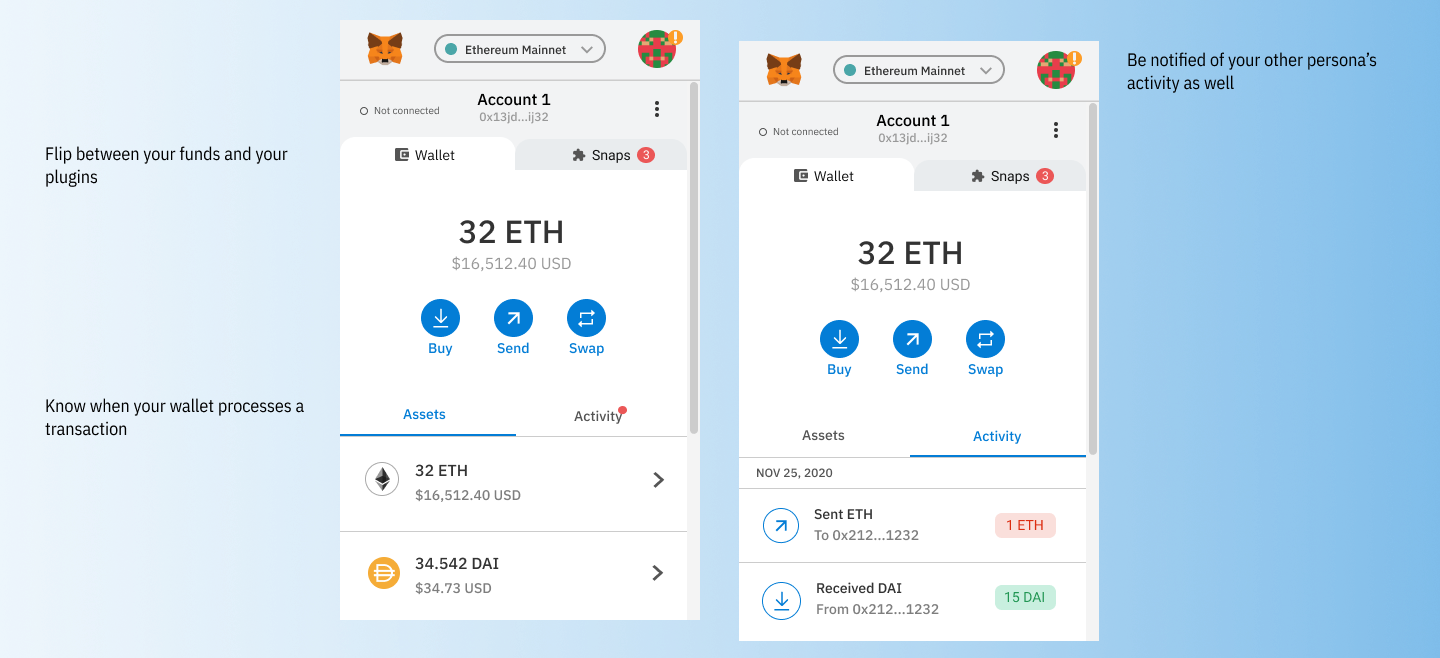 Flip between your funds and your
plugins
Know when your wallet processes a
transaction
Ethereum Mainnet
!
Not connected
Account 1
0x13jd...ij32
Wallet
Snaps 3
32 ETH
$16,512.40 USD
Buy
Send
Swap
Assets
Activity
32 ETH
$16,512.40 USD
34.542 DAI
$34.73 USD
Ethereum Mainnet
!
Not connected
Account 1
0x13jd...ij32
Wallet
Snaps 3
32 ETH
$16,512.40 USD
Buy
Send
Swap
Assets
Activity
NOV 25, 2020
Sent ETH
To 0x212...1232
1 ETH
Received DAI
From 0x212...1232
15 DAI
Be notified of your other persona’s
activity as well